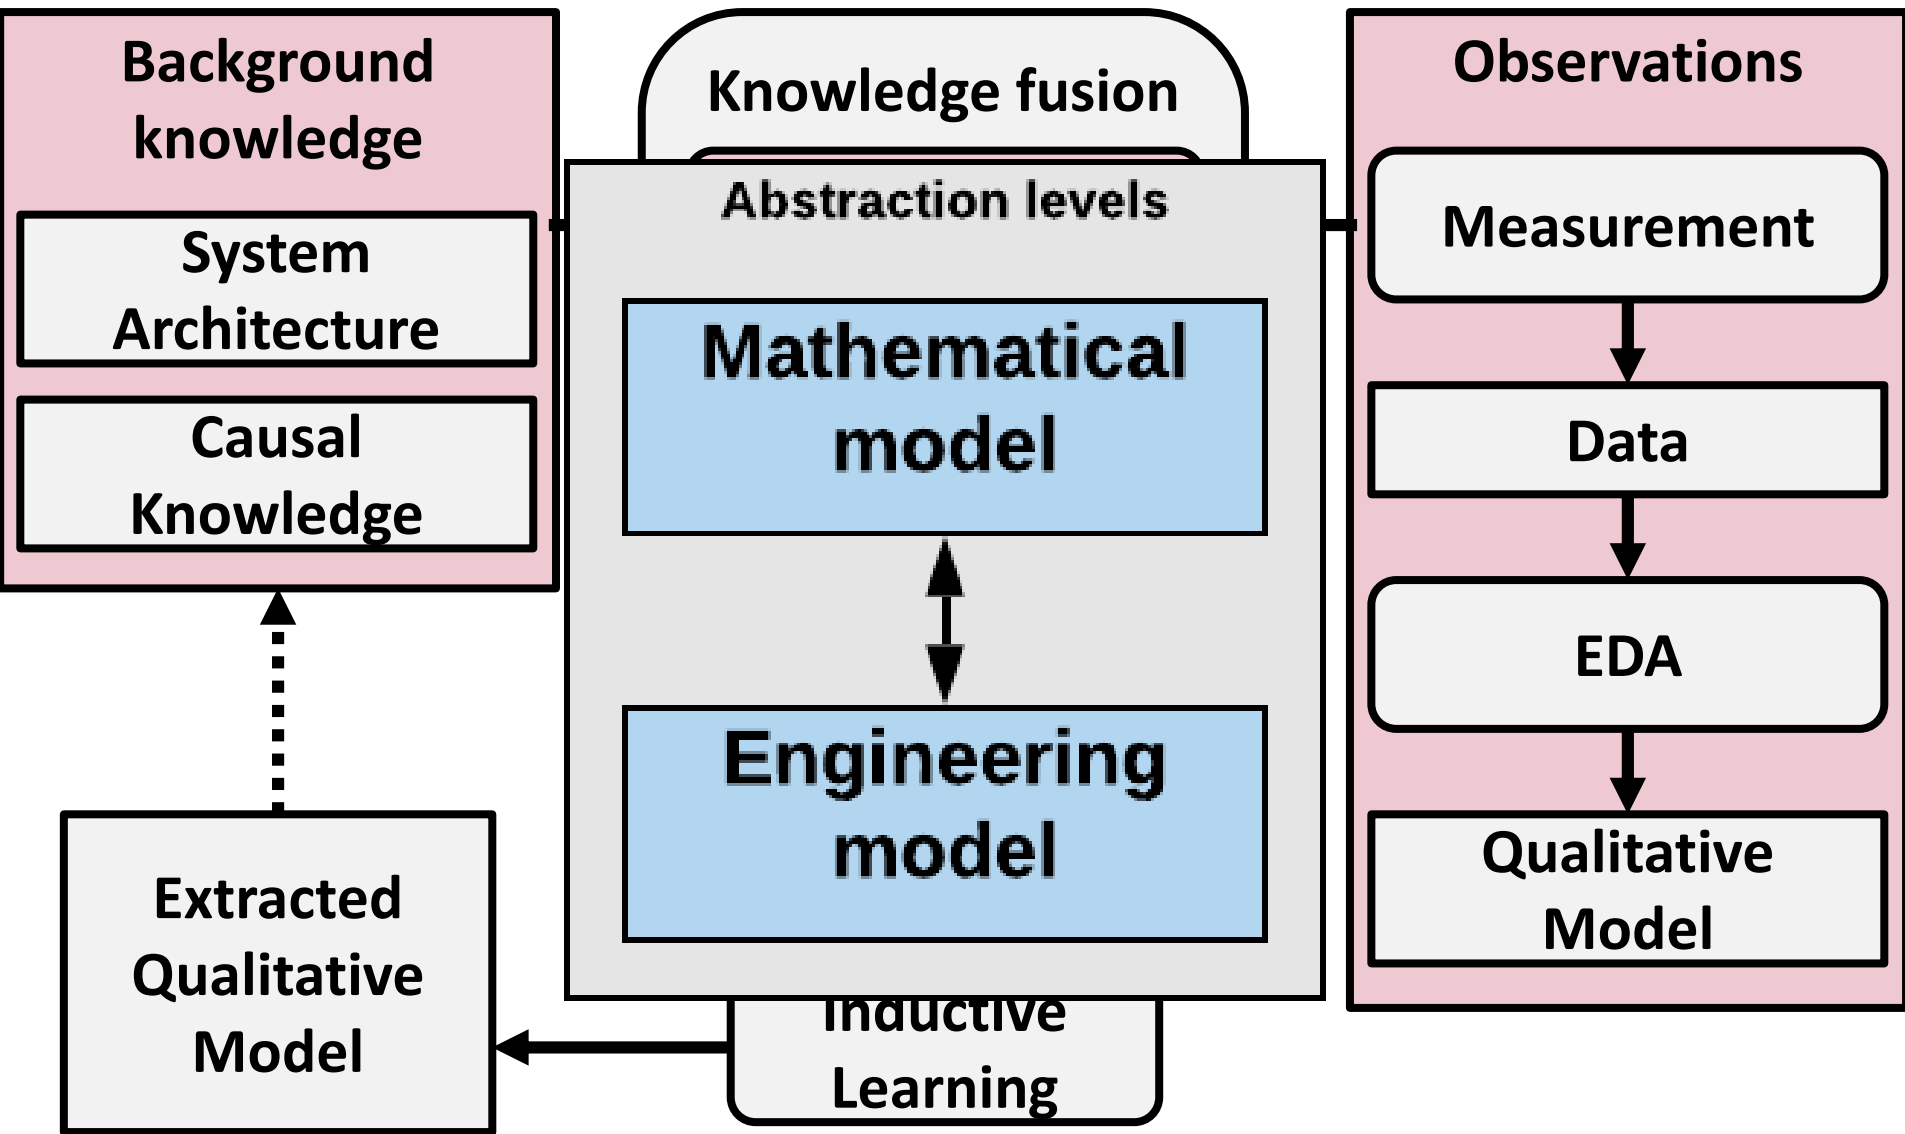 Background
knowledge
System
Architecture
Causal
Knowledge
Extracted
Qualitative
Model
Knowledge fusion
Abstraction levels
Mathematical
model
Engineering
model
Inductive
Learning
Observations
Measurement
Data
EDA
Qualitative
Model